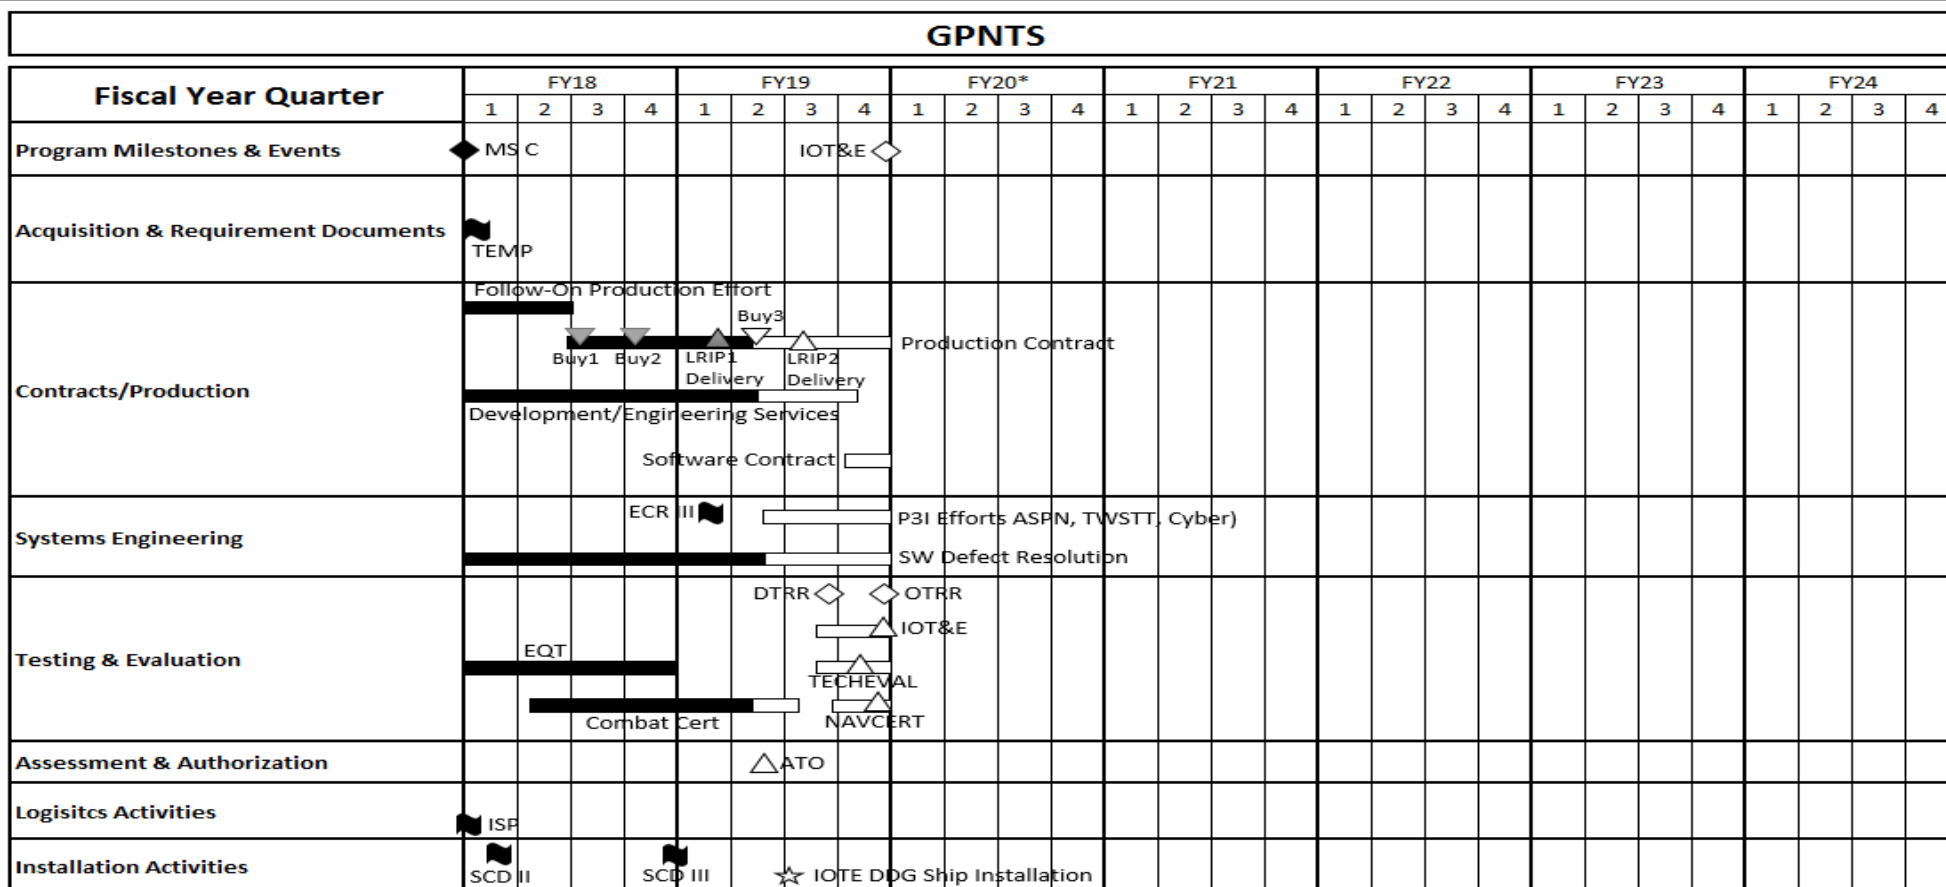 GPNTS
Fiscal Year Quarter
FY18 FY19 FY20* FY21 FY22 FY23 FY24
1 2 3 4 1 2 3 4 1 2 3 4 1 2 3 4 1 2 3 4 1 2 3 4 1 2 3 4
Program Milestones & Events
MS C
IOT&E
Acquisition & Requirement Documents
TEMP
Contracts/Production
Follow-On Production Effort
Buy3
Production Contract
Buy1 Buy2 LRIP1 LRIP2
Delivery Delivery
Development/Engineering Services
Software Contract
Systems Engineering
ECR III
P3I Efforts ASPN, TWSTT, Cyber)
SW Defect Resolution
Testing & Evaluation
DTRR OTRR
IOT&E
EQT
TECHEVAL
Combat Cert NAVCERT
Assessment & Authorization
ATO
Logisitcs Activities
ISP
Installation Activities
SCD II SCD III IOTE DDG Ship Installation